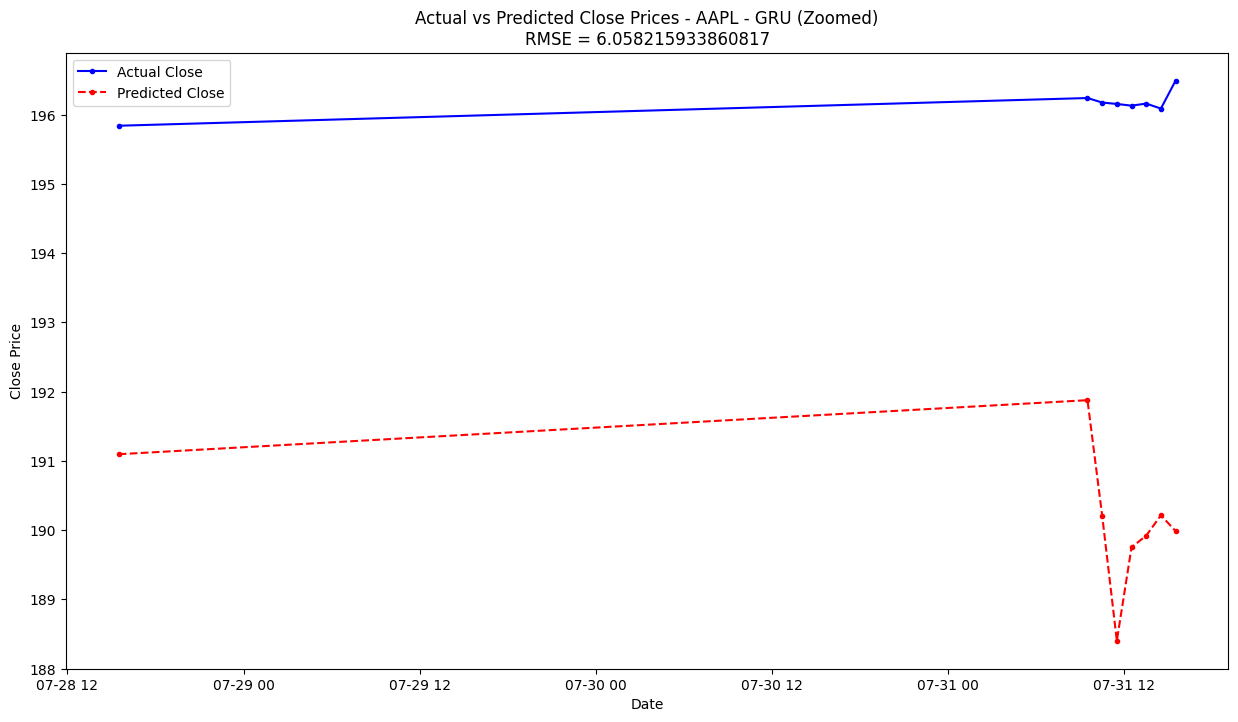 Actual vs Predicted Close Prices - AAPL - GRU (Zoomed)
RMSE = 6.058215933860817
Actual Close
Predicted Close
196
195
194
193
192
191
190
189
188
Close Price
07-28 12
07-29 00
07-29 12
07-30 00
07-30 12
07-31 00
07-31 12
Date